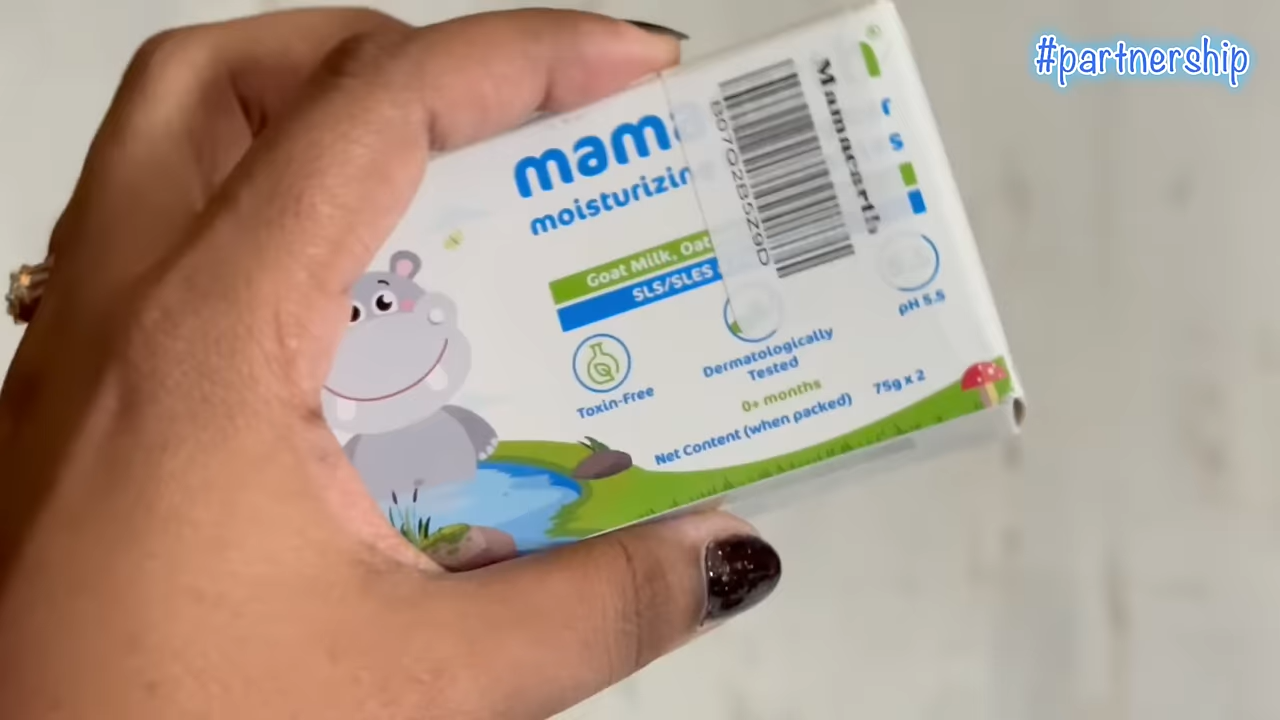 #partnership
mama
moisturizin
Goat Milk, Oat
SLS/SLES
Toxin-Free
Dermatologically
Tested
pH 5.5
0+ months
Net Content (when packed) 75g x 2